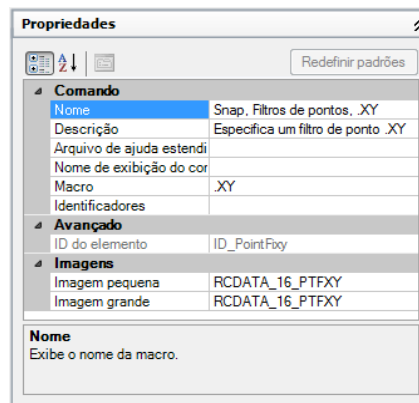 Propriedades
Redefinir padrões
Comando
Nome Snap, Filtros de pontos, .XY
Descrição Especifica um filtro de ponto .XY
Arquivo de ajuda estendi
Nome de exibição do cor
Macro .XY
Identificadores
Avançado
ID do elemento ID_PointFixy
Imagens
Imagem pequena RCDATA_16_PTFXY
Imagem grande RCDATA_16_PTFXY
Nome
Exibe o nome da macro.